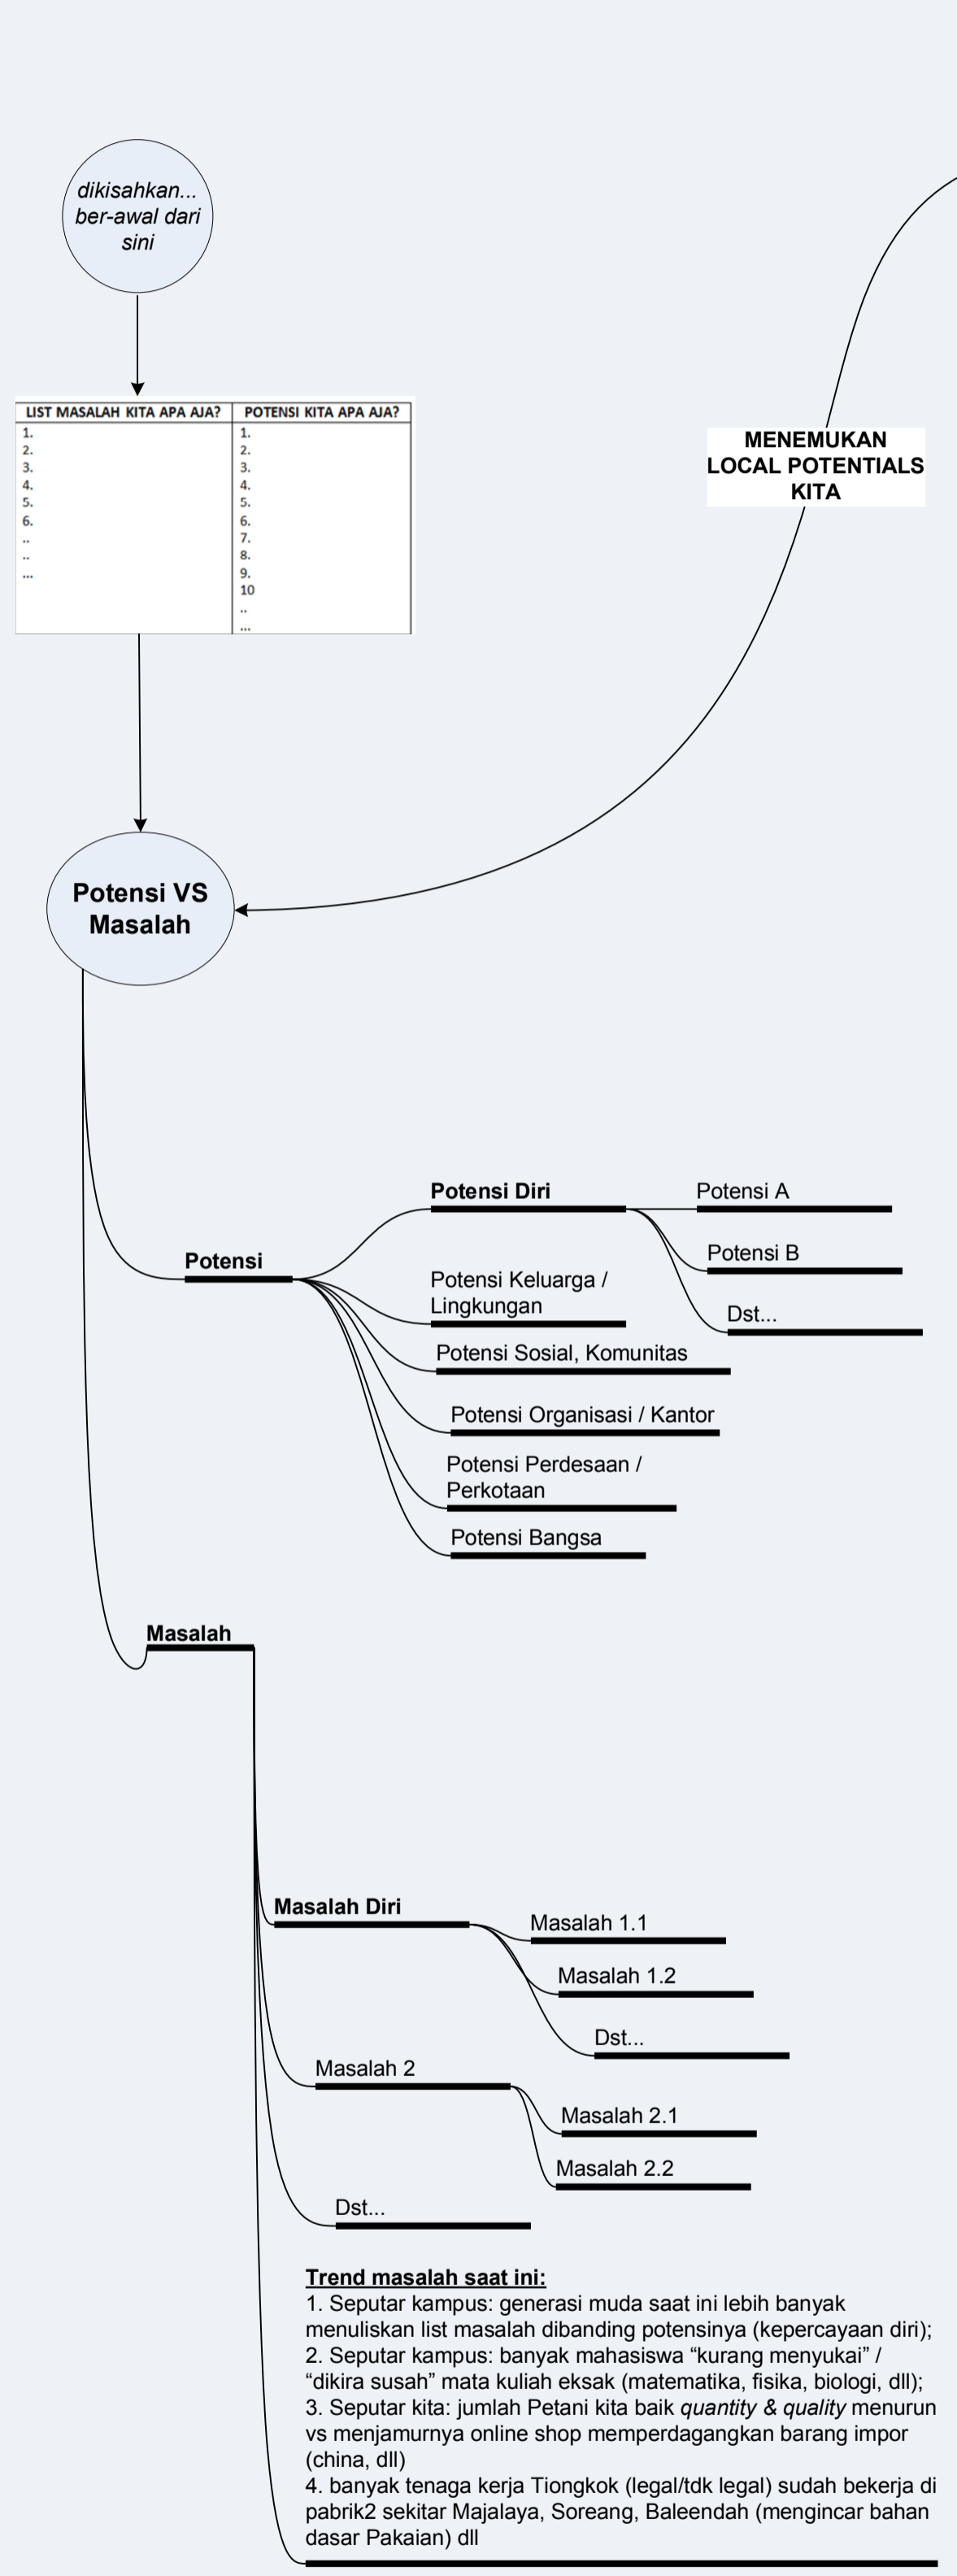 dikisahkan...
ber-awal dari
sini
LIST MASALAH KITA APA AJA?
1.
2.
3.
4.
5.
6.
..
..
...
POTENSI KITA APA AJA?
1.
2.
3.
4.
5.
6.
7.
8.
9.
10
..
...
MENEMUKAN
LOCAL POTENTIALS
KITA
Potensi VS
Masalah
Potensi
Potensi Diri
Potensi A
Potensi B
Dst...
Potensi Keluarga /
Lingkungan
Potensi Sosial, Komunitas
Potensi Organisasi / Kantor
Potensi Perdesaan /
Perkotaan
Potensi Bangsa
Masalah
Masalah Diri
Masalah 1.1
Masalah 1.2
Dst...
Masalah 2
Masalah 2.1
Masalah 2.2
Dst...
Trend masalah saat ini:
1. Seputar kampus: generasi muda saat ini lebih banyak
menuliskan list masalah dibanding potensinya (kepercayaan diri);
2. Seputar kampus: banyak mahasiswa “kurang menyukai” /
“dikira susah” mata kuliah eksak (matematika, fisika, biologi, dll);
3. Seputar kita: jumlah Petani kita baik quantity & quality menurun
vs menjamurnya online shop memperdagangkan barang impor
(china, dll)
4. banyak tenaga kerja Tiongkok (legal/tdk legal) sudah bekerja di
pabrik2 sekitar Majalaya, Soreang, Baleendah (mengincar bahan
dasar Pakaian) dll